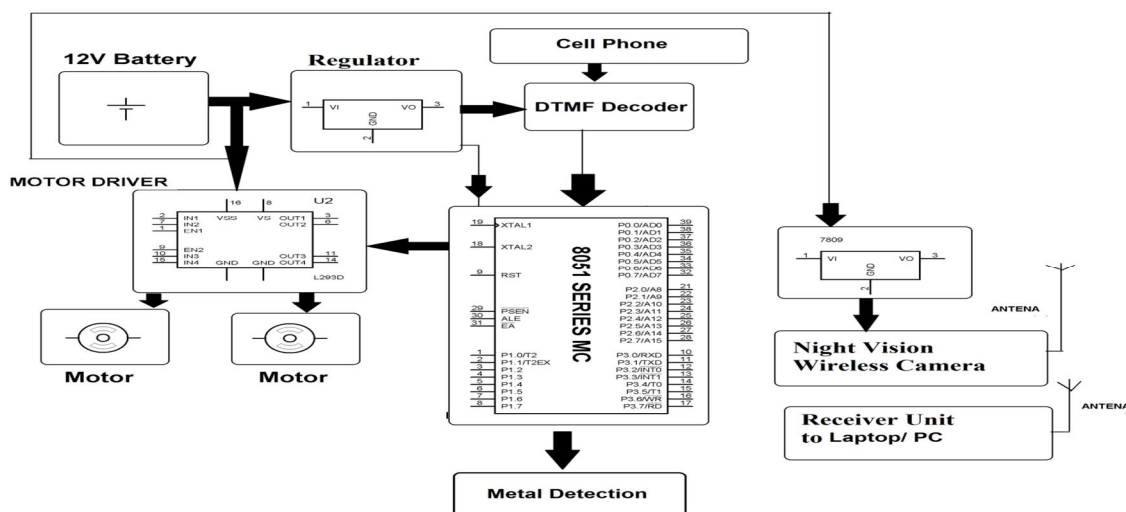 Cell Phone
12V Battery
Regulator
1
VI
VO
3
GND
2
DTMF Decoder
MOTOR DRIVER
U2
16
8
2
IN1
VSS
VS
OUT1
3
7
IN2
OUT2
6
1
EN1
9
EN2
10
IN3
OUT3
11
15
IN4
GND
GND
OUT4
14
L293D
Motor
Motor
8051 SERIES MC
19
XTAL1
18
XTAL2
9
RST
29
PSEN
30
ALE
31
EA
1
P1.0/T2
2
P1.1/T2EX
3
P1.2
4
P1.3
5
P1.4
6
P1.5
7
P1.6
8
P1.7
P0.0/AD0
39
P0.1/AD1
38
P0.2/AD2
37
P0.3/AD3
36
P0.4/AD4
35
P0.5/AD5
34
P0.6/AD6
33
P0.7/AD7
32
P2.0/A8
21
P2.1/A9
22
P2.2/A10
23
P2.3/A11
24
P2.4/A12
25
P2.5/A13
26
P2.6/A14
27
P2.7/A15
28
P3.0/RXD
10
P3.1/TXD
11
P3.2/INT0
12
P3.3/INT1
13
P3.4/T0
14
P3.5/T1
15
P3.6/WR
16
P3.7/RD
17
Metal Detection
7809
1
VI
VO
3
GND
2
ANTENA
Night Vision
Wireless Camera
ANTENA
Receiver Unit
to Laptop/ PC